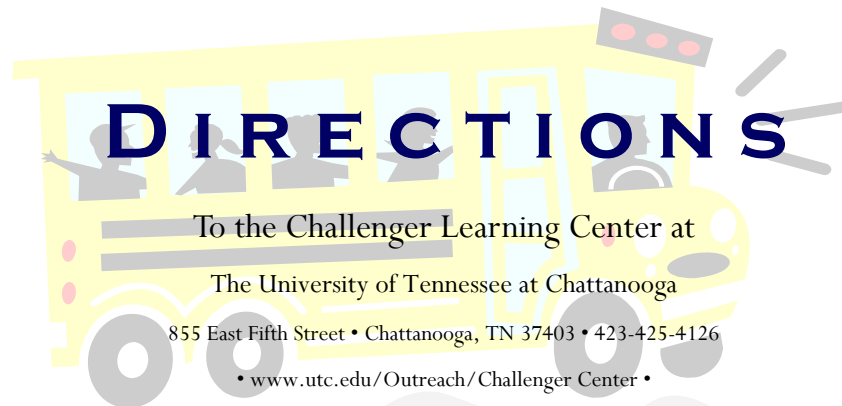 DIRECTIONS
To the Challenger Learning Center at
The University of Tennessee at Chattanooga
855 East Fifth Street • Chattanooga, TN 37403 • 423-425-4126
• www.utc.edu/Outreach/Challenger Center •